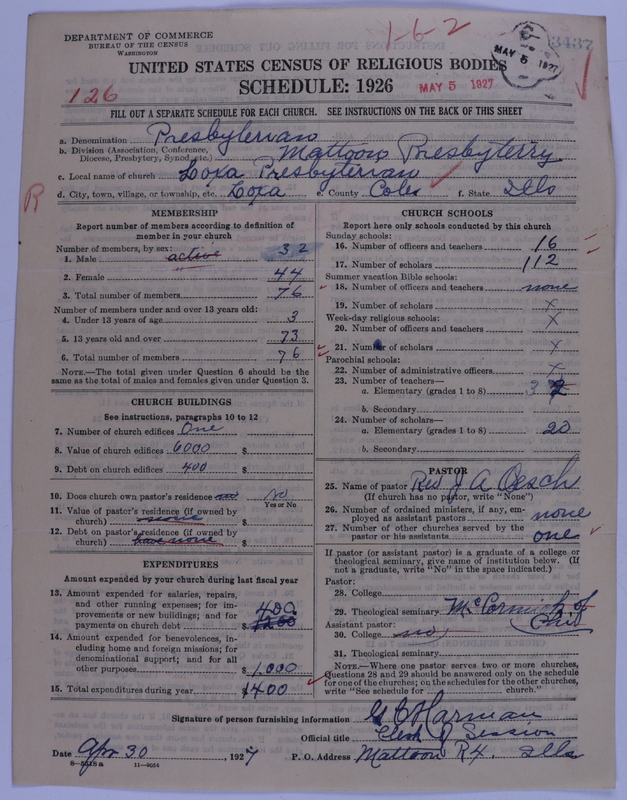 DEPARTMENT OF COMMERCE
BUREAU OF THE CENSUS
WASHINGTON
1-6-2
MAY 5 1927
3437
UNITED STATES CENSUS OF RELIGIOUS BODIES
SCHEDULE: 1926
MAY 5 1927
126
FILL OUT A SEPARATE SCHEDULE FOR EACH CHURCH. SEE INSTRUCTIONS ON THE BACK OF THIS SHEET
a. Denomination Presbyterian
b. Division (Association, Conference, Diocese, Presbytery, Synod, etc.) Mattoon Presbyterry
c. Local name of church Loxa Presbyterian
d. City, town, village, or township, etc. Loxa e. County Coles f. State Ills
R
MEMBERSHIP
Report number of members according to definition of
member in your church
Number of members, by sex:
1. Male active 32
2. Female " 44
3. Total number of members 76
Number of members under and over 13 years old:
4. Under 13 years of age 3
5. 13 years old and over 73
6. Total number of members 76
NOTE.—The total given under Question 6 should be
the same as the total of males and females given under Question 3.
CHURCH BUILDINGS
See instructions, paragraphs 10 to 12
7. Number of church edifices One
8. Value of church edifices 6000 $
9. Debt on church edifices 400 $
10. Does church own pastor's residence No
Yes or No
11. Value of pastor's residence (if owned by
church) none $
12. Debt on pastor's residence (if owned by
church) none $
EXPENDITURES
Amount expended by your church during last fiscal year
13. Amount expended for salaries, repairs,
and other running expenses; for im-
provements or new buildings; and for
payments on church debt $ 400
14. Amount expended for benevolences, in-
cluding home and foreign missions; for
denominational support; and for all
other purposes $ 1,000
15. Total expenditures during year $1400
CHURCH SCHOOLS
Report here only schools conducted by this church
Sunday schools:
16. Number of officers and teachers 16
17. Number of scholars 112
Summer vacation Bible schools:
18. Number of officers and teachers none
19. Number of scholars x
Week-day religious schools:
20. Number of officers and teachers x
21. Number of scholars x
Parochial schools:
22. Number of administrative officers x
23. Number of teachers—
a. Elementary (grades 1 to 8) 3
b. Secondary
24. Number of scholars—
a. Elementary (grades 1 to 8) 20
b. Secondary
PASTOR
25. Name of pastor Rev J A Oesch
(If church has no pastor, write "None")
26. Number of ordained ministers, if any, em-
ployed as assistant pastors none
27. Number of other churches served by the
pastor or his assistants one
If pastor (or assistant pastor) is a graduate of a college or
theological seminary, give name of institution below. (If
not a graduate, write "No" in the space indicated.)
Pastor:
28. College
29. Theological seminary McCormick of
Assistant pastor:
30. College no
31. Theological seminary
NOTE.—Where one pastor serves two or more churches,
Questions 28 and 29 should be answered only on the schedule
for one of the churches; on the schedules for the other churches,
write "See schedule for church."
Signature of person furnishing information G B Harman
Official title Clerk of Session
Date Apr 30, 1927 P. O. Address Mattoon R4. Ills
8-5318a 11-9054